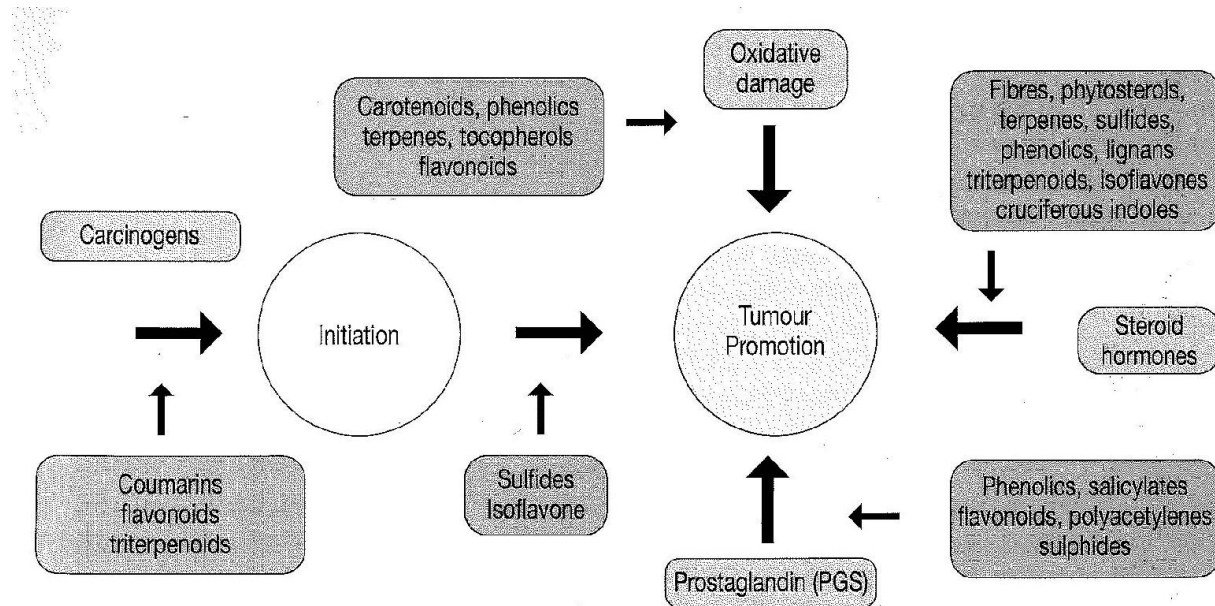 Oxidative
damage
Carotenoids, phenolics
terpenes, tocopherols
flavonoids
Fibres, phytosterols,
terpenes, sulfides,
phenolics, lignans
triterpenoids, isoflavones
cruciferous indoles
Carcinogens
Initiation
Tumour
Promotion
Steroid
hormones
Coumarins
flavonoids
triterpenoids
Sulfides
Isoflavone
Phenolics, salicylates
flavonoids, polyacetylenes
sulphides
Prostaglandin (PGS)